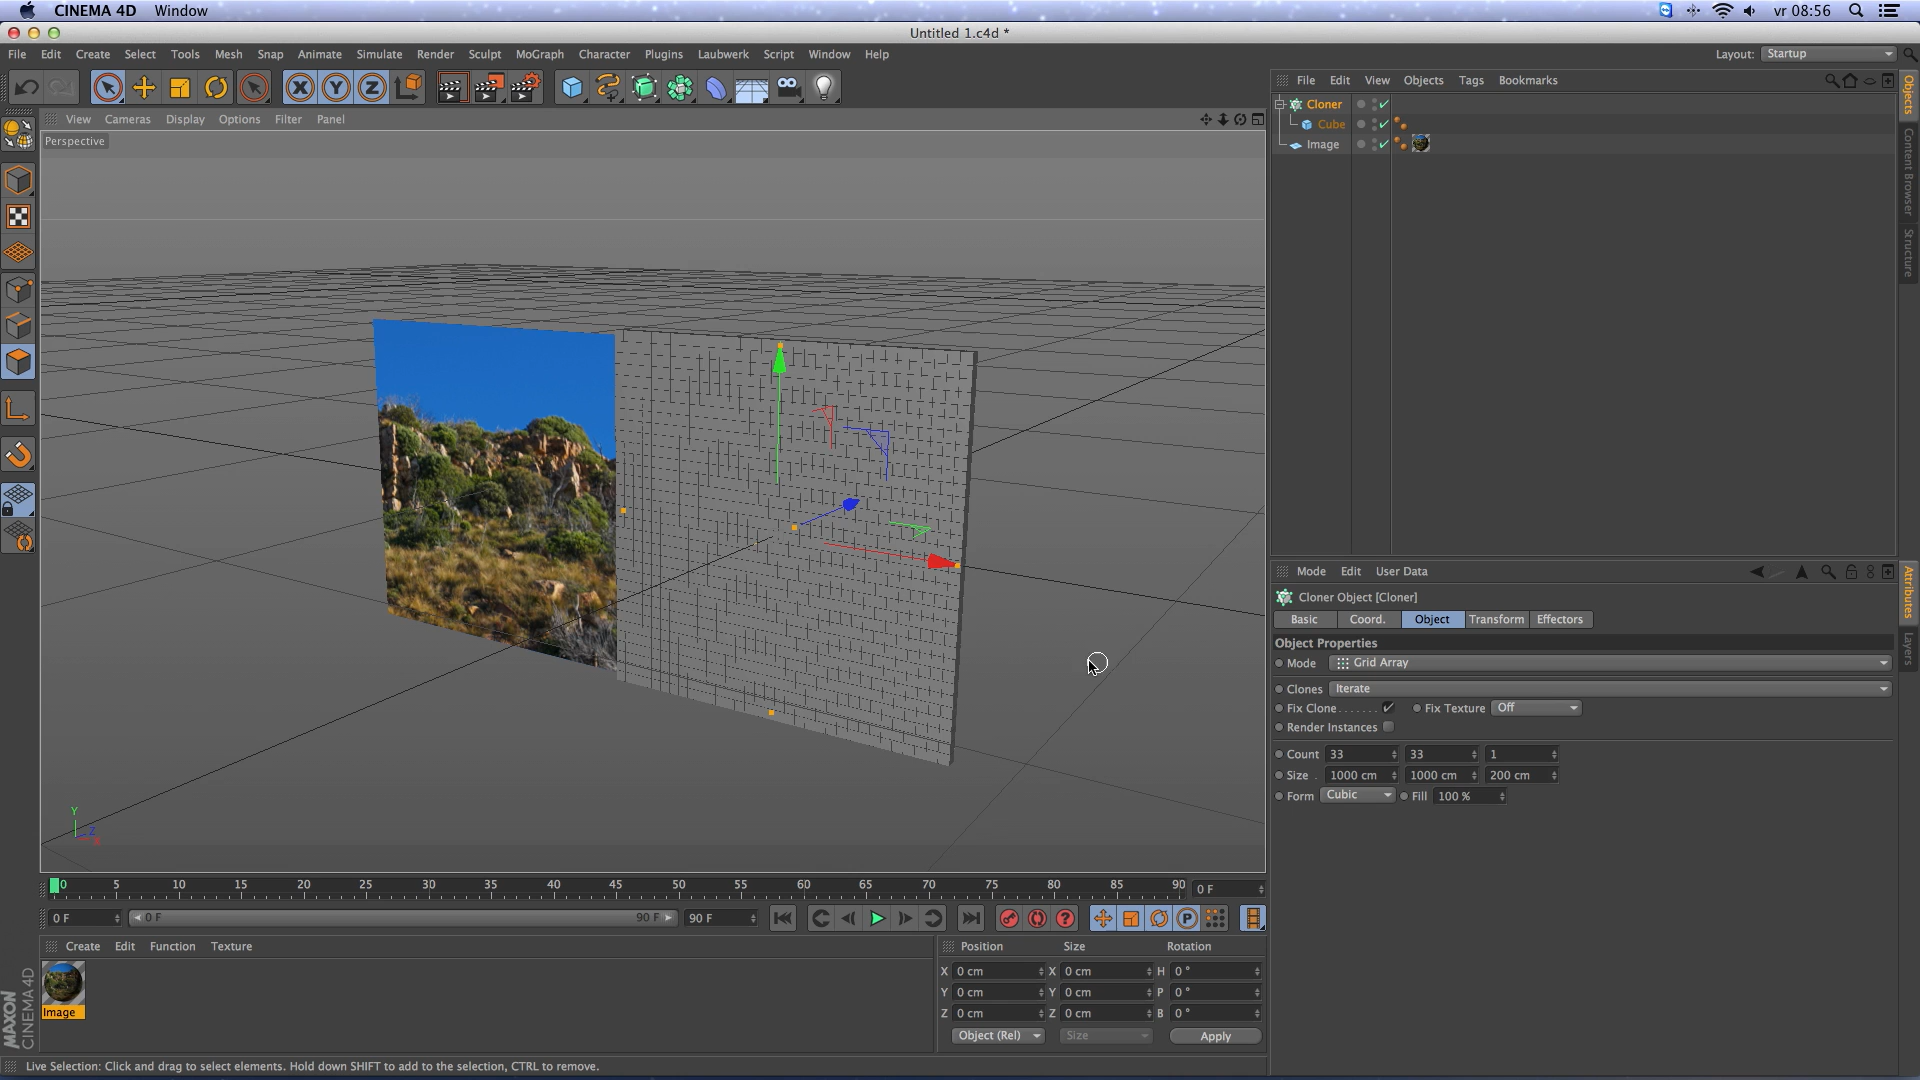 CINEMA 4D Window
vr 08:56
Untitled 1.c4d *
File Edit Create Select Tools Mesh Snap Animate Simulate Render Sculpt MoGraph Character Plugins Laubwerk Script Window Help
Layout: Startup
X Y Z
File Edit View Objects Tags Bookmarks
View Cameras Display Options Filter Panel
Perspective
Cloner
Cube
Image
Objects
Content Browser
Structure
Y
Z
X
Mode Edit User Data
Cloner Object [Cloner]
Basic Coord. Object Transform Effectors
Object Properties
Mode Grid Array
Clones Iterate
Fix Clone....... Fix Texture Off
Render Instances
Count 33 33 1
Size . 1000 cm 1000 cm 200 cm
Form Cubic Fill 100 %
Attributes
Layers
0 5 10 15 20 25 30 35 40 45 50 55 60 65 70 75 80 85 90 0 F
0 F 0 F 90 F 90 F
P
Create Edit Function Texture
Image
MAXON
CINEMA 4D
Position Size Rotation
X 0 cm X 0 cm H 0 °
Y 0 cm Y 0 cm P 0 °
Z 0 cm Z 0 cm B 0 °
Object (Rel) Size Apply
Live Selection: Click and drag to select elements. Hold down SHIFT to add to the selection, CTRL to remove.